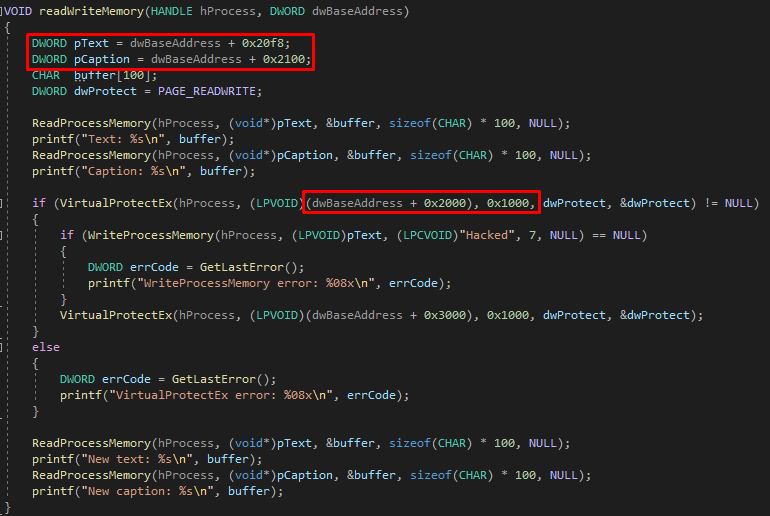 VOID readWriteMemory(HANDLE hProcess, DWORD dwBaseAddress)
{
DWORD pText = dwBaseAddress + 0x20f8;
DWORD pCaption = dwBaseAddress + 0x2100;
CHAR  buffer[100];
DWORD dwProtect = PAGE_READWRITE;
ReadProcessMemory(hProcess, (void*)pText, &buffer, sizeof(CHAR) * 100, NULL);
printf("Text: %s\n", buffer);
ReadProcessMemory(hProcess, (void*)pCaption, &buffer, sizeof(CHAR) * 100, NULL);
printf("Caption: %s\n", buffer);
if (VirtualProtectEx(hProcess, (LPVOID)(dwBaseAddress + 0x2000), 0x1000, dwProtect, &dwProtect) != NULL)
{
if (WriteProcessMemory(hProcess, (LPVOID)pText, (LPCVOID)"Hacked", 7, NULL) == NULL)
{
DWORD errCode = GetLastError();
printf("WriteProcessMemory error: %08x\n", errCode);
}
VirtualProtectEx(hProcess, (LPVOID)(dwBaseAddress + 0x3000), 0x1000, dwProtect, &dwProtect);
}
else
{
DWORD errCode = GetLastError();
printf("VirtualProtectEx error: %08x\n", errCode);
}
ReadProcessMemory(hProcess, (void*)pText, &buffer, sizeof(CHAR) * 100, NULL);
printf("New text: %s\n", buffer);
ReadProcessMemory(hProcess, (void*)pCaption, &buffer, sizeof(CHAR) * 100, NULL);
printf("New caption: %s\n", buffer);
}